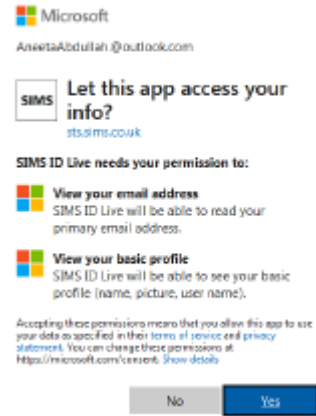 Microsoft
AneetaAbdullah @outlook.com
SIMS
Let this app access your
info?
sts.sims.co.uk
SIMS ID Live needs your permission to:
View your email address
SIMS ID Live will be able to read your
primary email address.
View your basic profile
SIMS ID Live will be able to see your basic
profile (name, picture, user name).
Accepting these permissions means that you allow this app to use
your data as specified in their terms of service and privacy
statement. You can change these permissions at
https://microsoft.com/consent. Show details
No
Yes